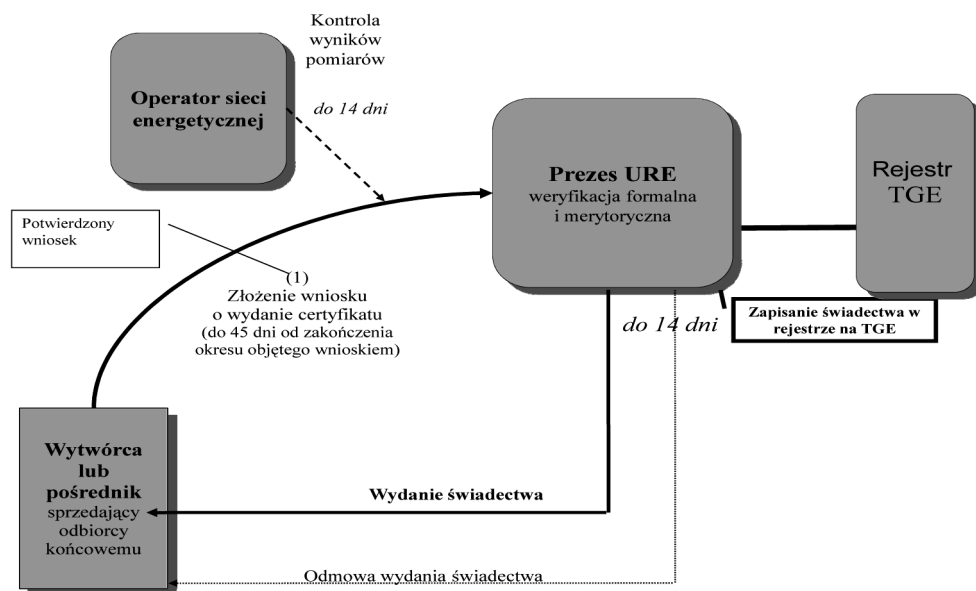 Kontrola
wyników
pomiarów
Operator sieci
energetycznej
do 14 dni
Prezes URE
weryfikacja formalna
i merytoryczna
Rejestr
TGE
Potwierdzony
wniosek
(1)
Złożenie wniosku
o wydanie certyfikatu
(do 45 dni od zakończenia
okresu objętego wnioskiem)
do 14 dni
Zapisanie świadectwa w
rejestrze na TGE
Wytwórca
lub
pośrednik
sprzedający
odbiorcy
końcowemu
Wydanie świadectwa
Odmowa wydania świadectwa